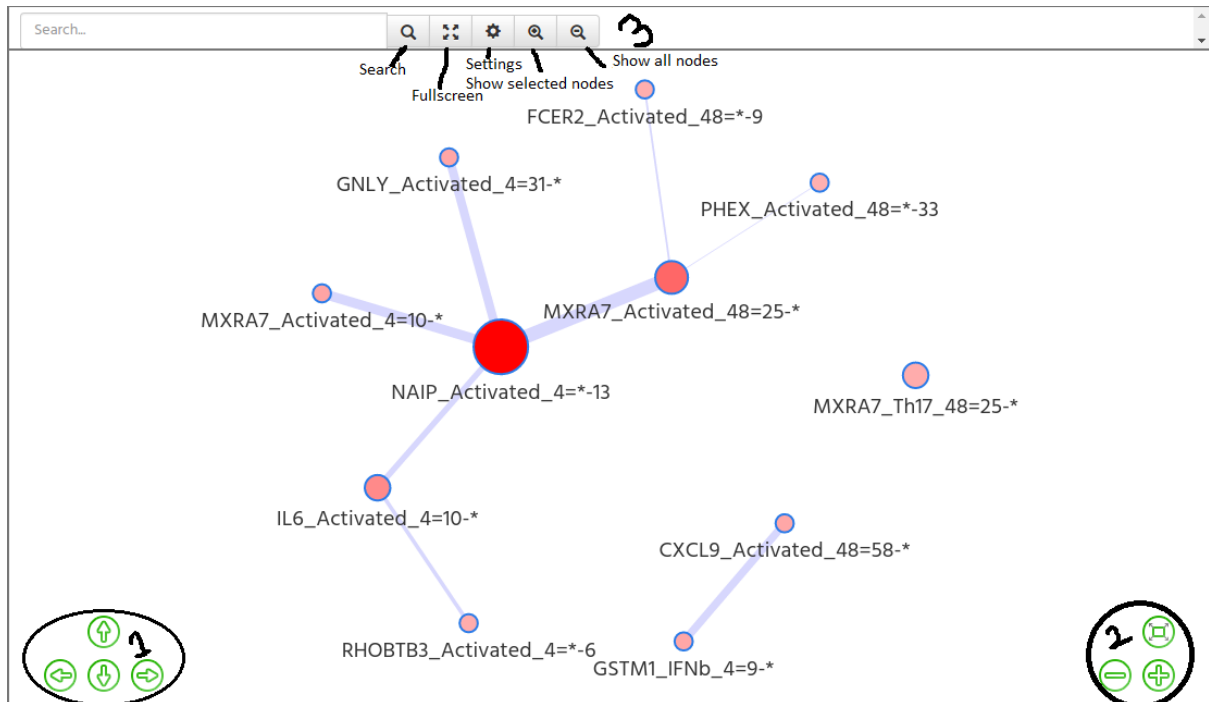 Search...
3
Search
Fullscreen
Settings
Show selected nodes
Show all nodes
FCER2_Activated_48=*-9
GNLY_Activated_4=31-*
PHEX_Activated_48=*-33
MXRA7_Activated_4=10-*
MXRA7_Activated_48=25-*
NAIP_Activated_4=*-13
MXRA7_Th17_48=25-*
IL6_Activated_4=10-*
CXCL9_Activated_48=58-*
RHOBTB3_Activated_4=*-6
GSTM1_IFNb_4=9-*
1
2